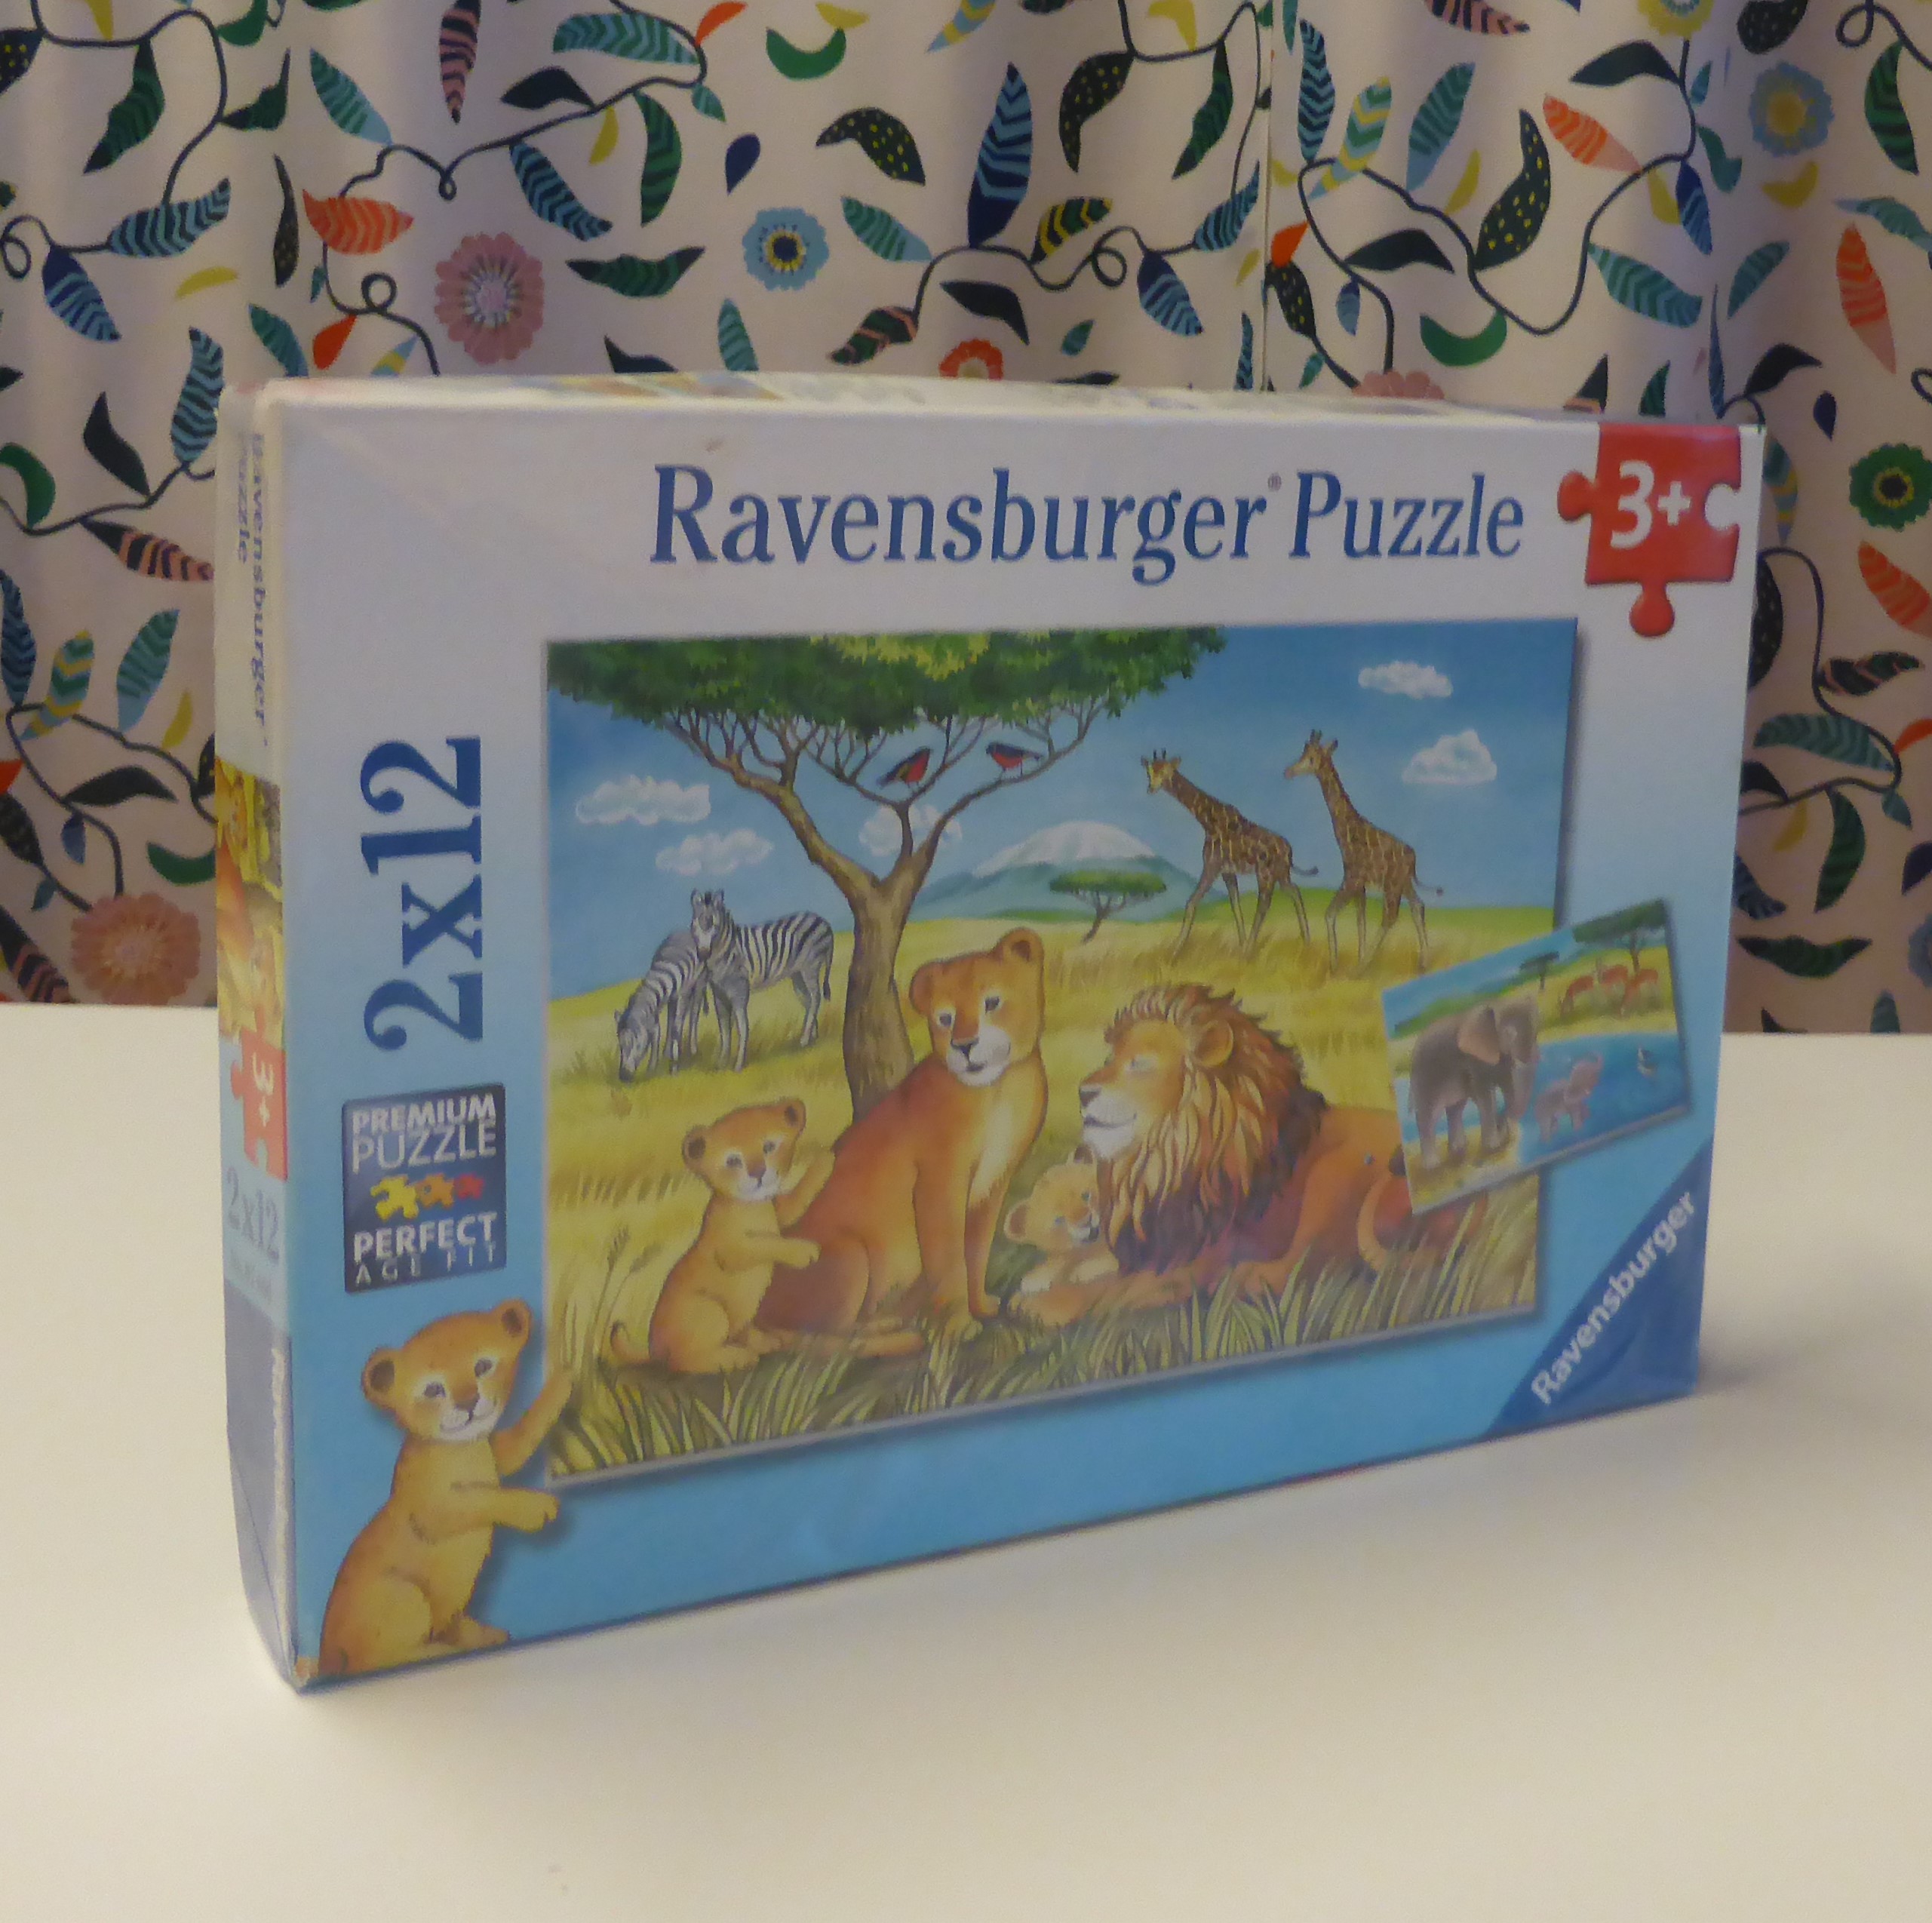 Ravensburger® Puzzle
3+
2x12
PREMIUM
PUZZLE
PERFECT
AGE FIT
Ravensburger
Ravensburger
Puzzle
3+
2x12